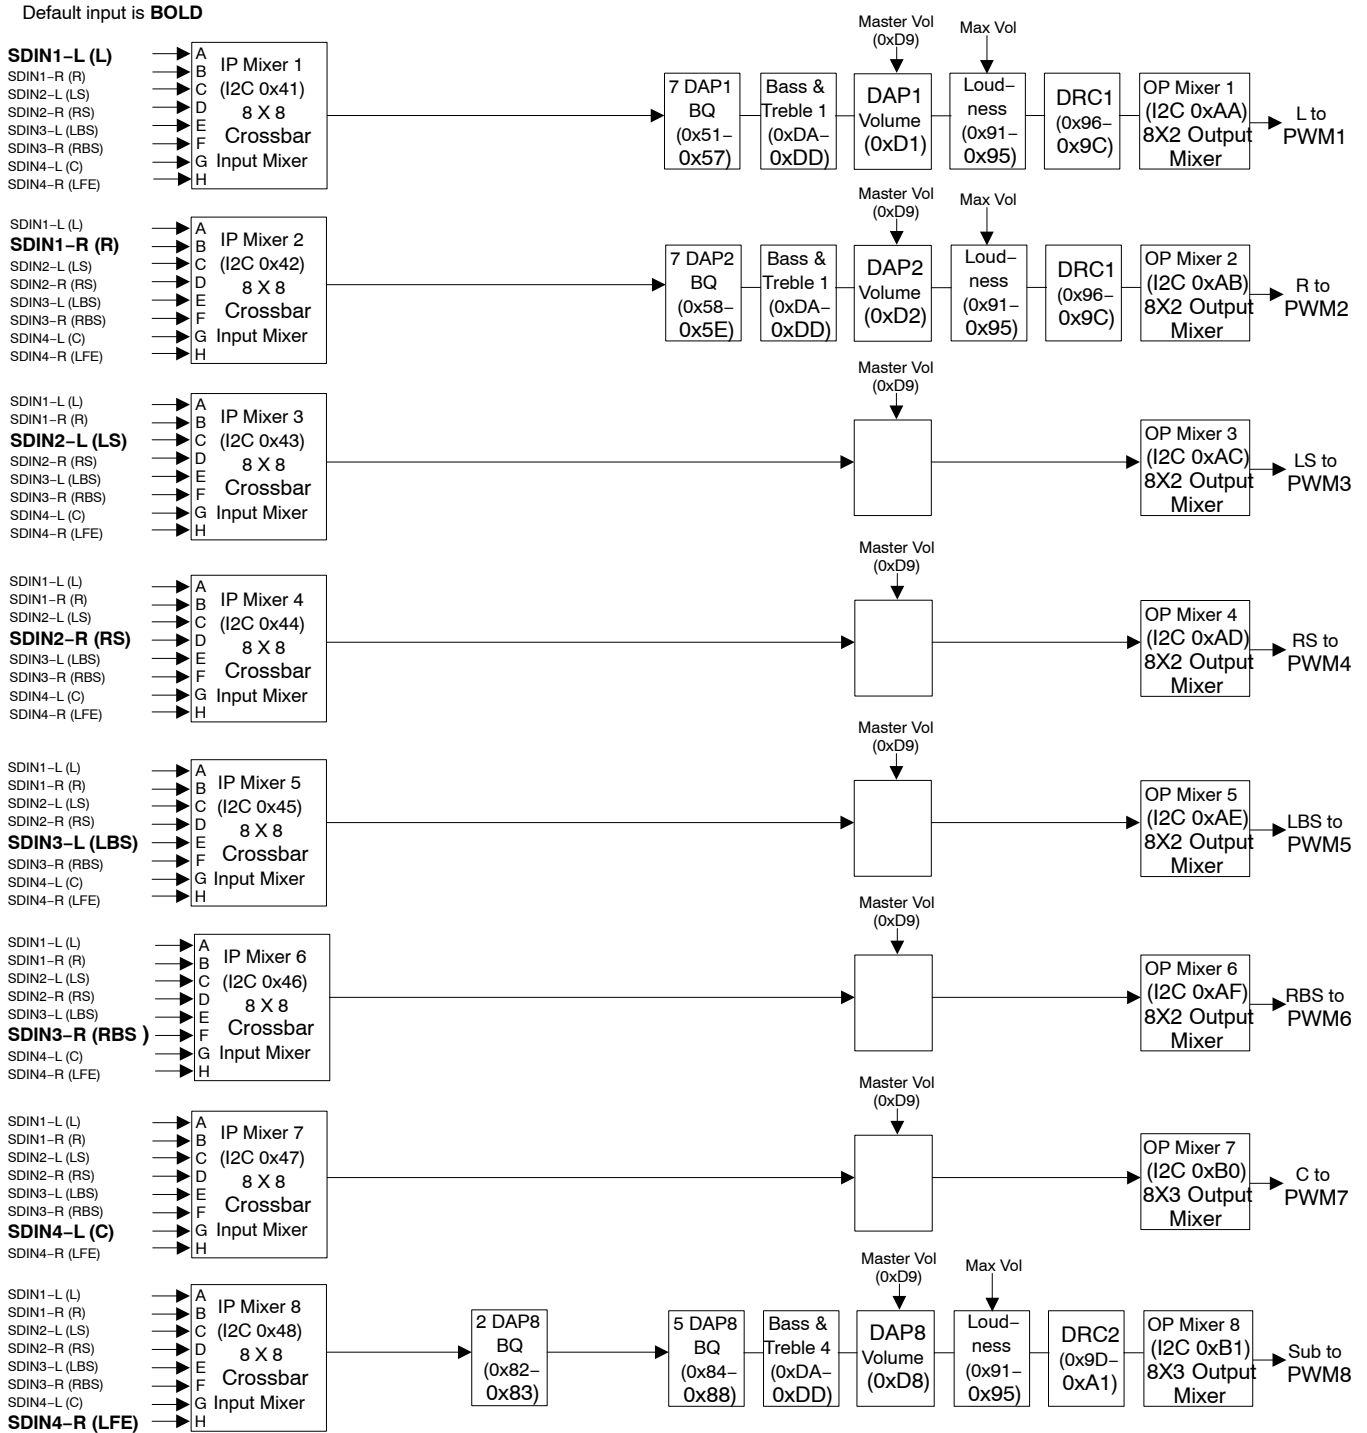 Default input is BOLD
SDIN1−L (L)
SDIN1−R (R)
SDIN2−L (LS)
SDIN2−R (RS)
SDIN3−L (LBS)
SDIN3−R (RBS)
SDIN4−L (C)
SDIN4−R (LFE)
A
B
C
D
E
F
G
H
IP Mixer 1
(I2C 0x41)
8 X 8
Crossbar
Input Mixer
7 DAP1
BQ
(0x51−
0x57)
Bass &
Treble 1
(0xDA−
0xDD)
Master Vol
(0xD9)
DAP1
Volume
(0xD1)
Max Vol
Loud−
ness
(0x91−
0x95)
DRC1
(0x96−
0x9C)
OP Mixer 1
(I2C 0xAA)
8X2 Output
Mixer
L to
PWM1
SDIN1−L (L)
SDIN1−R (R)
SDIN2−L (LS)
SDIN2−R (RS)
SDIN3−L (LBS)
SDIN3−R (RBS)
SDIN4−L (C)
SDIN4−R (LFE)
A
B
C
D
E
F
G
H
IP Mixer 2
(I2C 0x42)
8 X 8
Crossbar
Input Mixer
7 DAP2
BQ
(0x58−
0x5E)
Bass &
Treble 1
(0xDA−
0xDD)
Master Vol
(0xD9)
DAP2
Volume
(0xD2)
Max Vol
Loud−
ness
(0x91−
0x95)
DRC1
(0x96−
0x9C)
OP Mixer 2
(I2C 0xAB)
8X2 Output
Mixer
R to
PWM2
SDIN1−L (L)
SDIN1−R (R)
SDIN2−L (LS)
SDIN2−R (RS)
SDIN3−L (LBS)
SDIN3−R (RBS)
SDIN4−L (C)
SDIN4−R (LFE)
A
B
C
D
E
F
G
H
IP Mixer 3
(I2C 0x43)
8 X 8
Crossbar
Input Mixer
Master Vol
(0xD9)
OP Mixer 3
(I2C 0xAC)
8X2 Output
Mixer
LS to
PWM3
SDIN1−L (L)
SDIN1−R (R)
SDIN2−L (LS)
SDIN2−R (RS)
SDIN3−L (LBS)
SDIN3−R (RBS)
SDIN4−L (C)
SDIN4−R (LFE)
A
B
C
D
E
F
G
H
IP Mixer 4
(I2C 0x44)
8 X 8
Crossbar
Input Mixer
Master Vol
(0xD9)
OP Mixer 4
(I2C 0xAD)
8X2 Output
Mixer
RS to
PWM4
SDIN1−L (L)
SDIN1−R (R)
SDIN2−L (LS)
SDIN2−R (RS)
SDIN3−L (LBS)
SDIN3−R (RBS)
SDIN4−L (C)
SDIN4−R (LFE)
A
B
C
D
E
F
G
H
IP Mixer 5
(I2C 0x45)
8 X 8
Crossbar
Input Mixer
Master Vol
(0xD9)
OP Mixer 5
(I2C 0xAE)
8X2 Output
Mixer
LBS to
PWM5
SDIN1−L (L)
SDIN1−R (R)
SDIN2−L (LS)
SDIN2−R (RS)
SDIN3−L (LBS)
SDIN3−R (RBS )
SDIN4−L (C)
SDIN4−R (LFE)
A
B
C
D
E
F
G
H
IP Mixer 6
(I2C 0x46)
8 X 8
Crossbar
Input Mixer
Master Vol
(0xD9)
OP Mixer 6
(I2C 0xAF)
8X2 Output
Mixer
RBS to
PWM6
SDIN1−L (L)
SDIN1−R (R)
SDIN2−L (LS)
SDIN2−R (RS)
SDIN3−L (LBS)
SDIN3−R (RBS)
SDIN4−L (C)
SDIN4−R (LFE)
A
B
C
D
E
F
G
H
IP Mixer 7
(I2C 0x47)
8 X 8
Crossbar
Input Mixer
Master Vol
(0xD9)
OP Mixer 7
(I2C 0xB0)
8X3 Output
Mixer
C to
PWM7
SDIN1−L (L)
SDIN1−R (R)
SDIN2−L (LS)
SDIN2−R (RS)
SDIN3−L (LBS)
SDIN3−R (RBS)
SDIN4−L (C)
SDIN4−R (LFE)
A
B
C
D
E
F
G
H
IP Mixer 8
(I2C 0x48)
8 X 8
Crossbar
Input Mixer
2 DAP8
BQ
(0x82−
0x83)
5 DAP8
BQ
(0x84−
0x88)
Bass &
Treble 4
(0xDA−
0xDD)
Master Vol
(0xD9)
DAP8
Volume
(0xD8)
Max Vol
Loud−
ness
(0x91−
0x95)
DRC2
(0x9D−
0xA1)
OP Mixer 8
(I2C 0xB1)
8X3 Output
Mixer
Sub to
PWM8